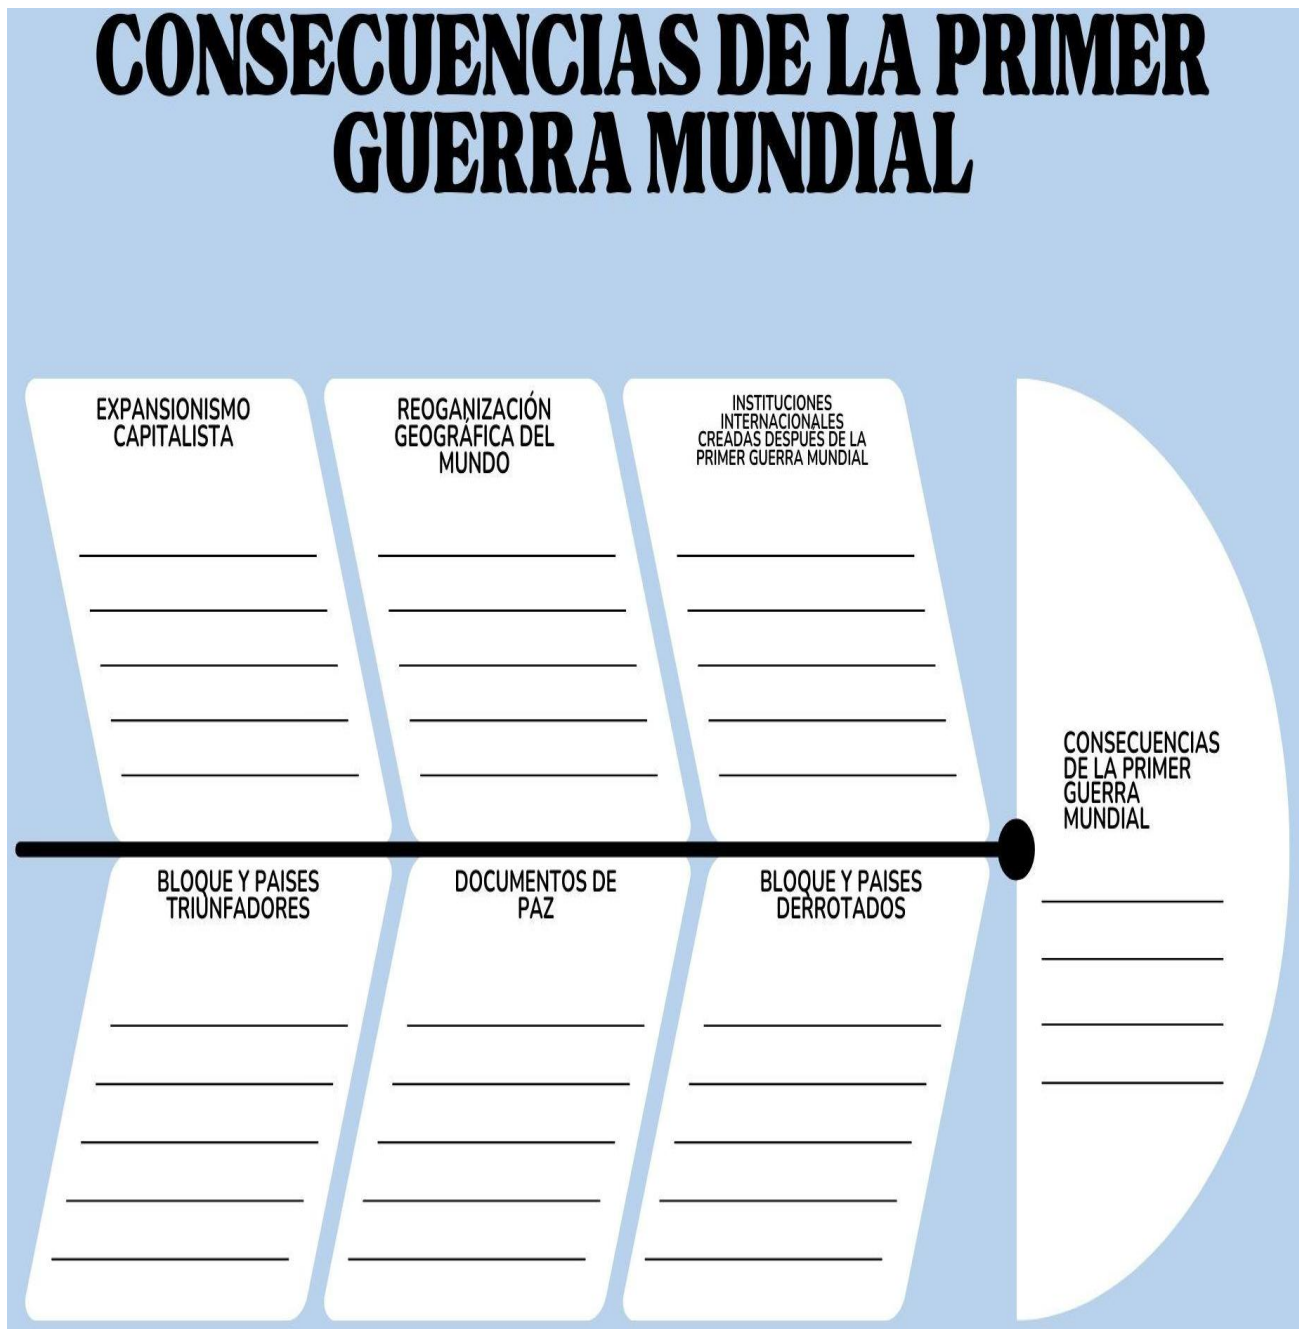 CONSECUENCIAS DE LA PRIMER
GUERRA MUNDIAL
EXPANSIONISMO
CAPITALISTA
REOGANIZACIÓN
GEOGRÁFICA DEL
MUNDO
INSTITUCIONES
INTERNACIONALES
CREADAS DESPUÉS DE LA
PRIMER GUERRA MUNDIAL
CONSECUENCIAS
DE LA PRIMER
GUERRA
MUNDIAL
BLOQUE Y PAISES
TRIUNFADORES
DOCUMENTOS DE
PAZ
BLOQUE Y PAISES
DERROTADOS